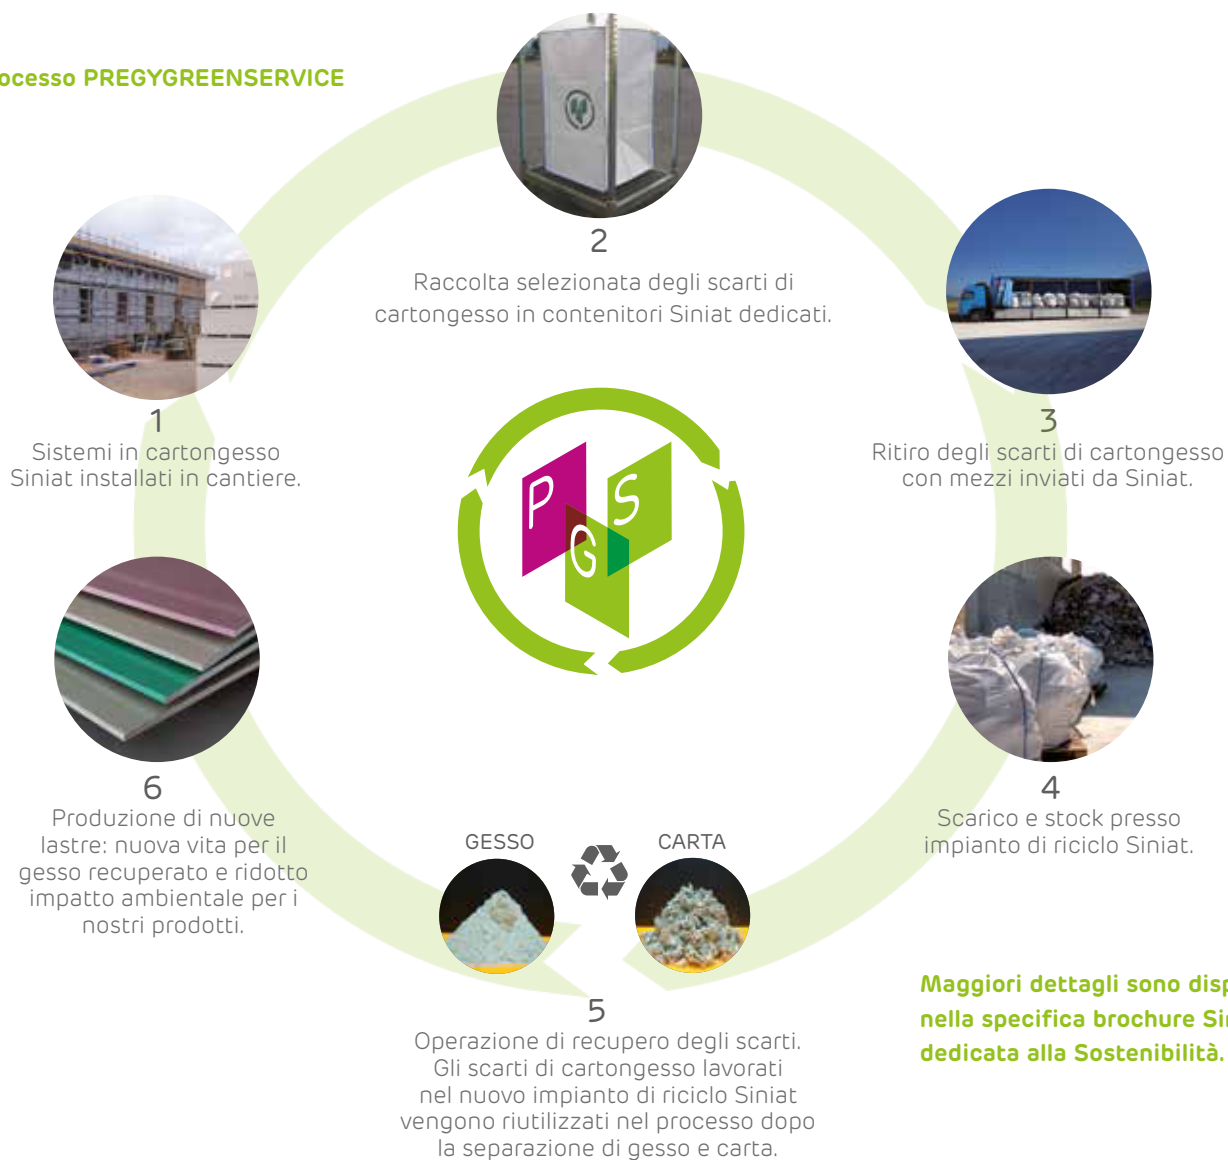 ocesso PREGYGREENSERVICE
2
Raccolta selezionata degli scarti di
cartongesso in contenitori Siniat dedicati.
1
Sistemi in cartongesso
Siniat installati in cantiere.
3
Ritiro degli scarti di cartongesso
con mezzi inviati da Siniat.
P
G
S
6
Produzione di nuove
lastre: nuova vita per il
gesso recuperato e ridotto
impatto ambientale per i
nostri prodotti.
4
Scarico e stock presso
impianto di riciclo Siniat.
GESSO
CARTA
5
Operazione di recupero degli scarti.
Gli scarti di cartongesso lavorati
nel nuovo impianto di riciclo Siniat
vengono riutilizzati nel processo dopo
la separazione di gesso e carta.
Maggiori dettagli sono disp
nella specifica brochure Sin
dedicata alla Sostenibilità.